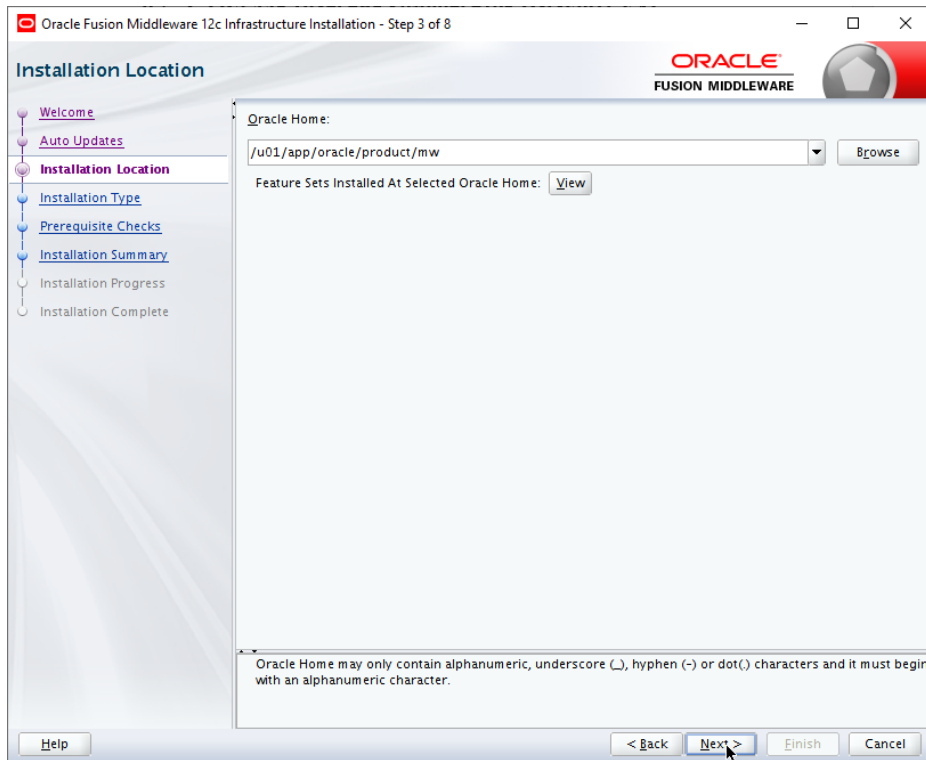 Oracle Fusion Middleware 12c Infrastructure Installation - Step 3 of 8
Installation Location
ORACLE
FUSION MIDDLEWARE
Welcome
Auto Updates
Installation Location
Installation Type
Prerequisite Checks
Installation Summary
Installation Progress
Installation Complete
Oracle Home:
/u01/app/oracle/product/mw
Browse
Feature Sets Installed At Selected Oracle Home: View
Oracle Home may only contain alphanumeric, underscore (_), hyphen (-) or dot(.) characters and it must begin
with an alphanumeric character.
Help
< Back
Next >
Finish
Cancel